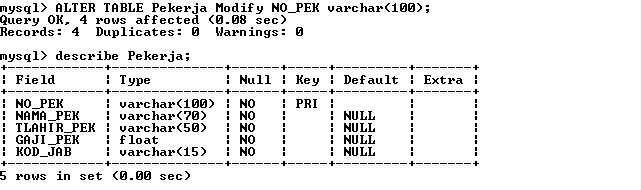 mysql> ALTER TABLE Pekerja Modify NO_PEK varchar(100);
Query OK, 4 rows affected (0.08 sec)
Records: 4  Duplicates: 0  Warnings: 0

mysql> describe Pekerja;
+------------+--------------+------+-----+---------+-------+
| Field      | Type         | Null | Key | Default | Extra |
+------------+--------------+------+-----+---------+-------+
| NO_PEK     | varchar(100) | NO   | PRI |         |       |
| NAMA_PEK   | varchar(70)  | NO   |     | NULL    |       |
| TLAHIR_PEK | varchar(50)  | NO   |     | NULL    |       |
| GAJI_PEK   | float        | NO   |     | NULL    |       |
| KOD_JAB    | varchar(15)  | NO   |     | NULL    |       |
+------------+--------------+------+-----+---------+-------+
5 rows in set (0.00 sec)